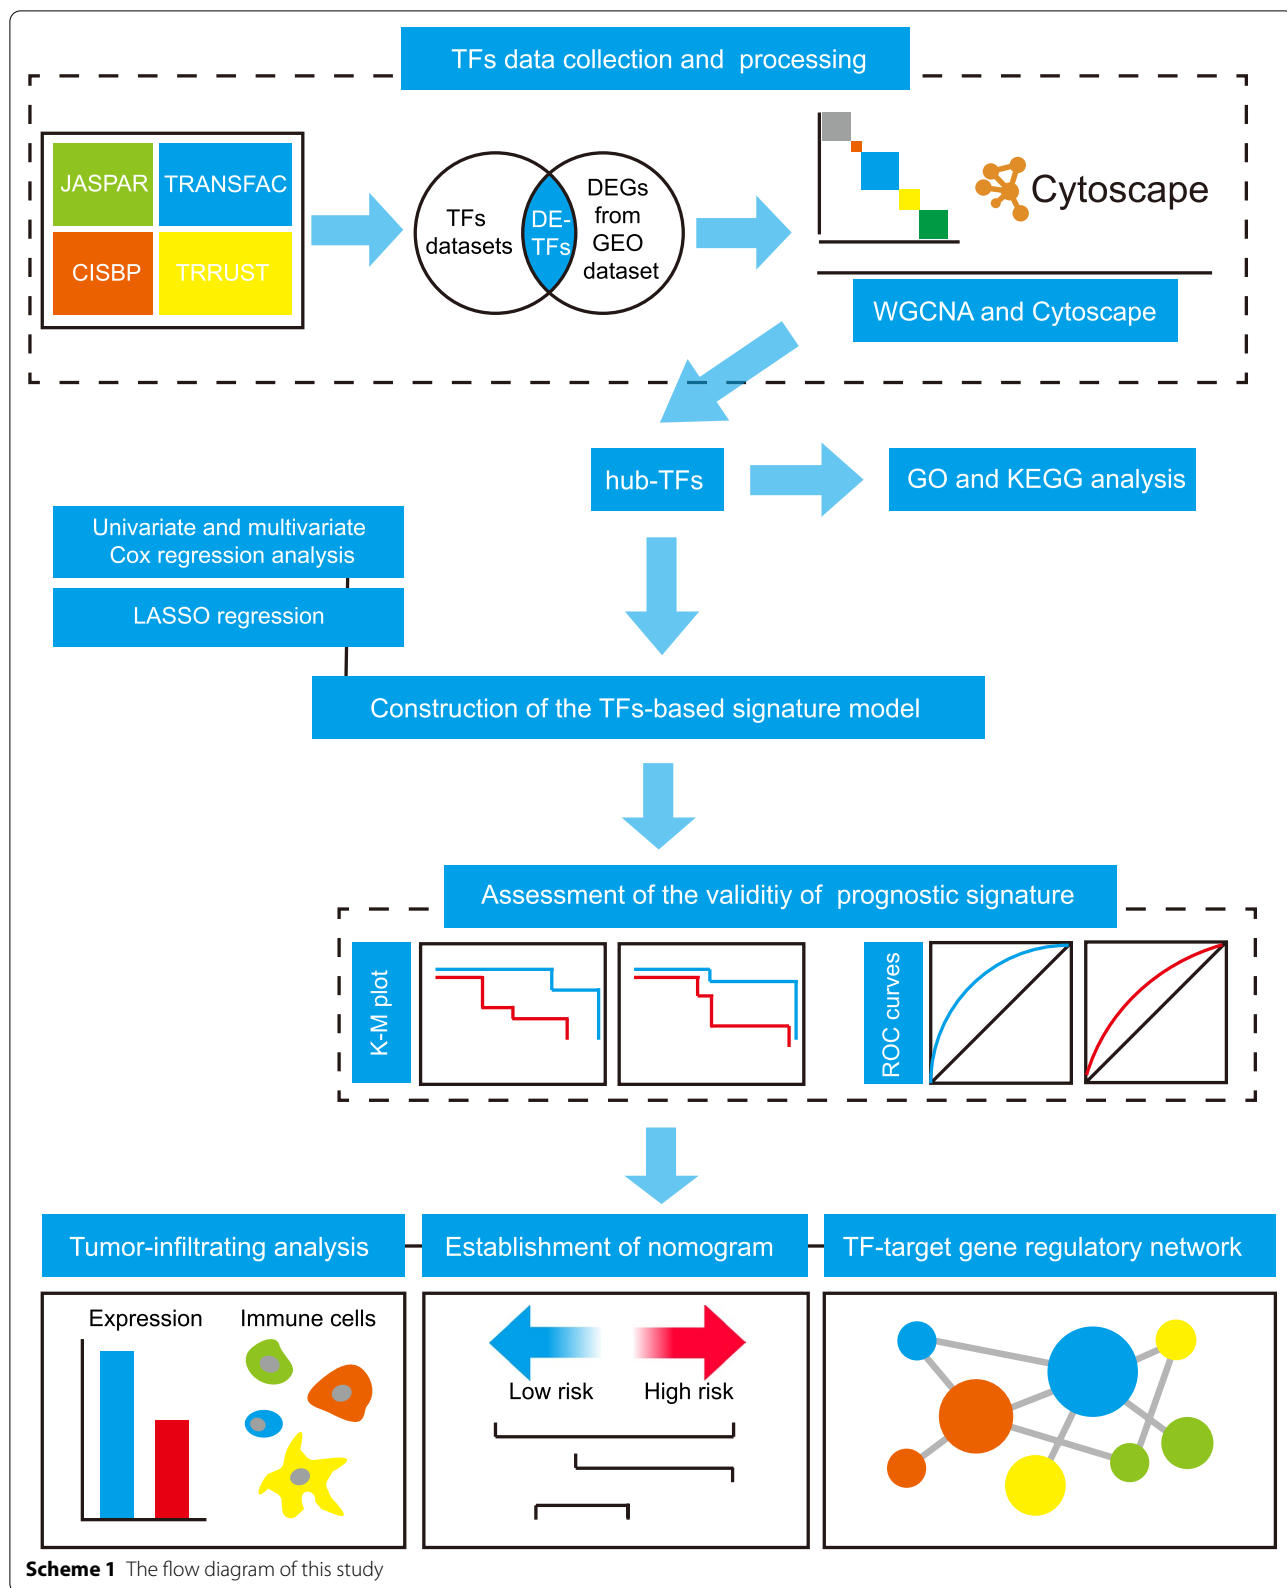 TFs data collection and processing
JASPAR
TRANSFAC
CISBP
TRRUST
TFs
datasets
DE-
TFs
DEGs
from
GEO
dataset
Cytoscape
WGCNA and Cytoscape
hub-TFs
GO and KEGG analysis
Univariate and multivariate
Cox regression analysis
LASSO regression
Construction of the TFs-based signature model
Assessment of the validitiy of prognostic signature
K-M plot
ROC curves
Tumor-infiltrating analysis
Establishment of nomogram
TF-target gene regulatory network
Expression
Immune cells
Low risk
High risk
Scheme 1 The flow diagram of this study